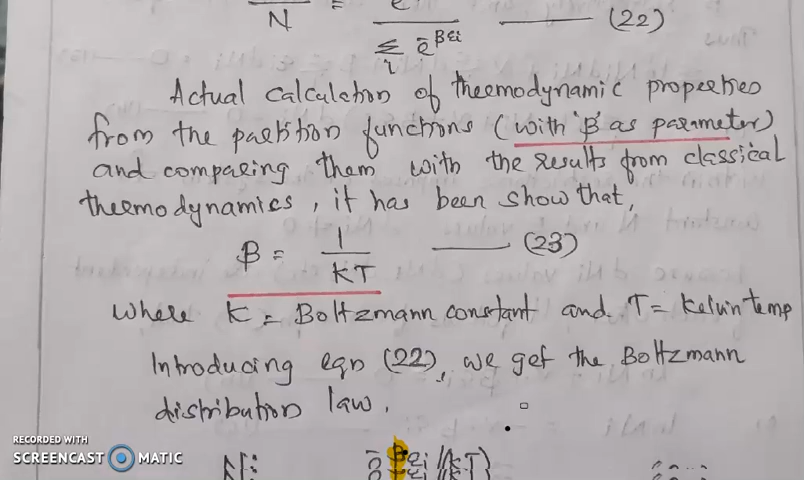 N = e
Σ e^-βεi (22)
i
Actual calculation of thermodynamic properties
from the partition functions (with 'β' as parameter)
and comparing them with the results from classical
thermodynamics, it has been show that,
β = 1 / KT (23)
where K = Boltzmann constant and T = Kelvin temp
Introducing eqn (22), we get the Boltzmann
distribution law.
RECORDED WITH
SCREENCAST MATIC